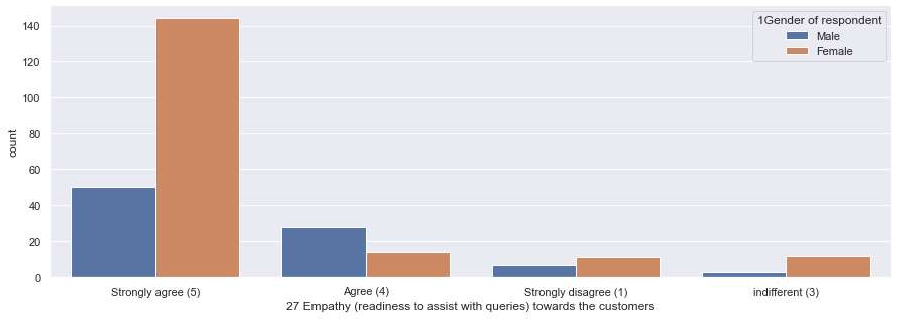 1Gender of respondent
Male
Female
140
120
100
80
60
40
20
0
count
Strongly agree (5) Agree (4) Strongly disagree (1) indifferent (3)
27 Empathy (readiness to assist with queries) towards the customers